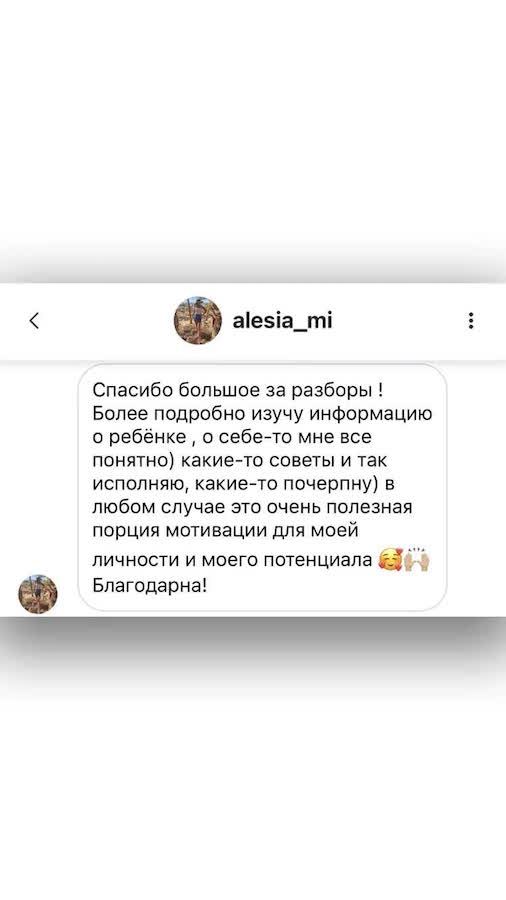 alesia_mi
Спасибо большое за разборы !
Более подробно изучу информацию
о ребёнке , о себе-то мне все
понятно) какие-то советы и так
исполняю, какие-то почерпну) в
любом случае это очень полезная
порция мотивации для моей
личности и моего потенциала 🥰🙌🏼
Благодарна!